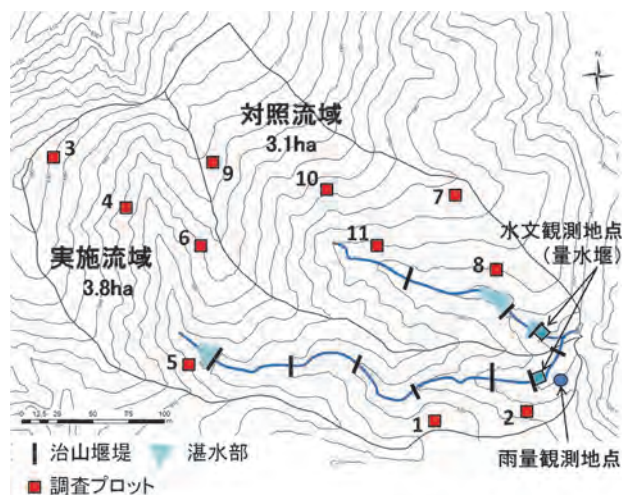 N
対照流域
3.1ha
3
9
10
7
4
水文観測地点
(量水堰)
6
11
8
実施流域
3.8ha
5
1
2
0 12.5 25 50 75 100
雨量観測地点
治山堰堤
湛水部
調査プロット